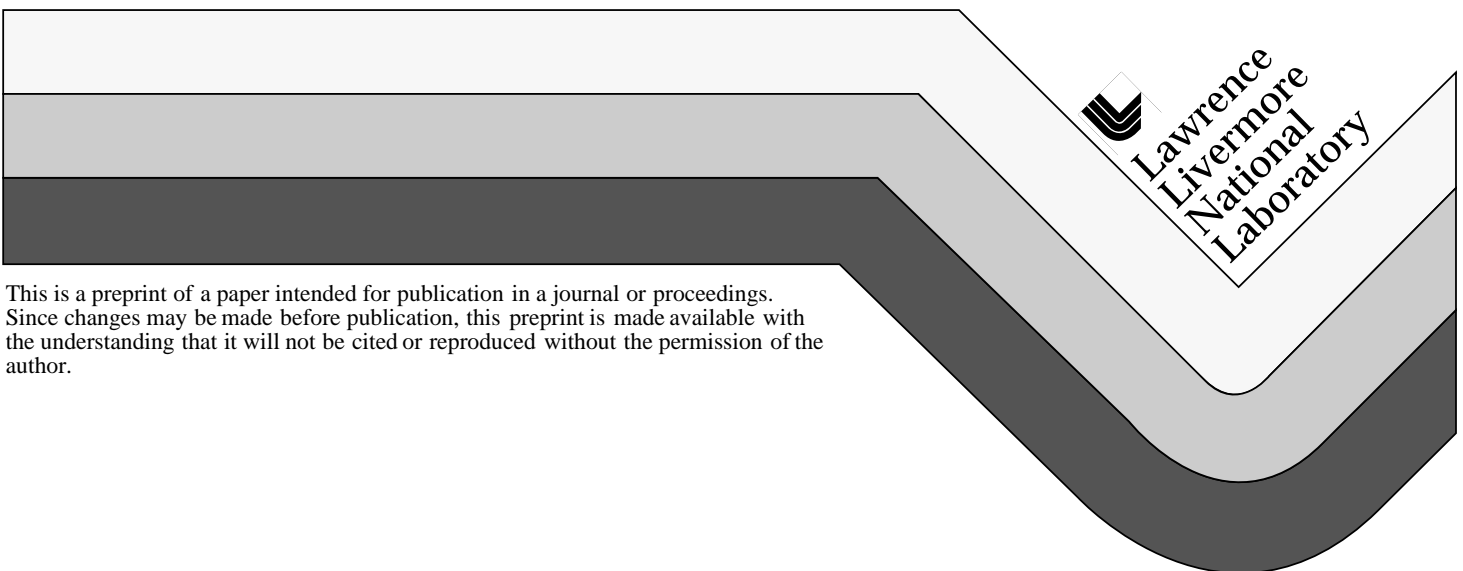 Lawrence
Livermore
National
Laboratory
This is a preprint of a paper intended for publication in a journal or proceedings.
Since changes may be made before publication, this preprint is made available with
the understanding that it will not be cited or reproduced without the permission of the
author.